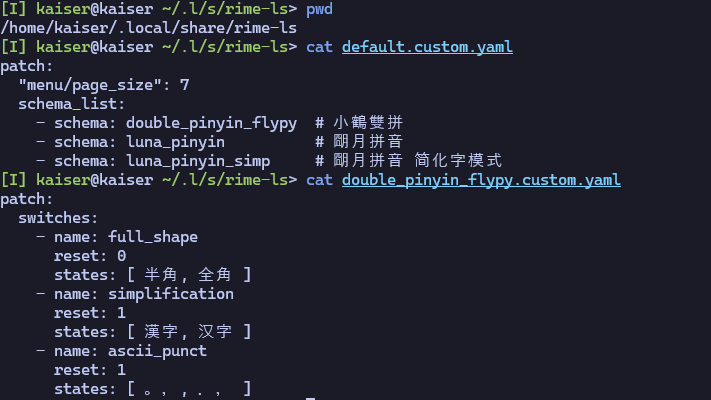 [I] kaiser@kaiser ~/.l/s/rime-ls> pwd
/home/kaiser/.local/share/rime-ls
[I] kaiser@kaiser ~/.l/s/rime-ls> cat default.custom.yaml
patch:
  "menu/page_size": 7
  schema_list:
    - schema: double_pinyin_flypy  # 小鶴雙拼
    - schema: luna_pinyin          # 朙月拼音
    - schema: luna_pinyin_simp     # 朙月拼音 简化字模式
[I] kaiser@kaiser ~/.l/s/rime-ls> cat double_pinyin_flypy.custom.yaml
patch:
  switches:
    - name: full_shape
      reset: 0
      states: [ 半角, 全角 ]
    - name: simplification
      reset: 1
      states: [ 漢字, 汉字 ]
    - name: ascii_punct
      reset: 1
      states: [ 。,, ., ]